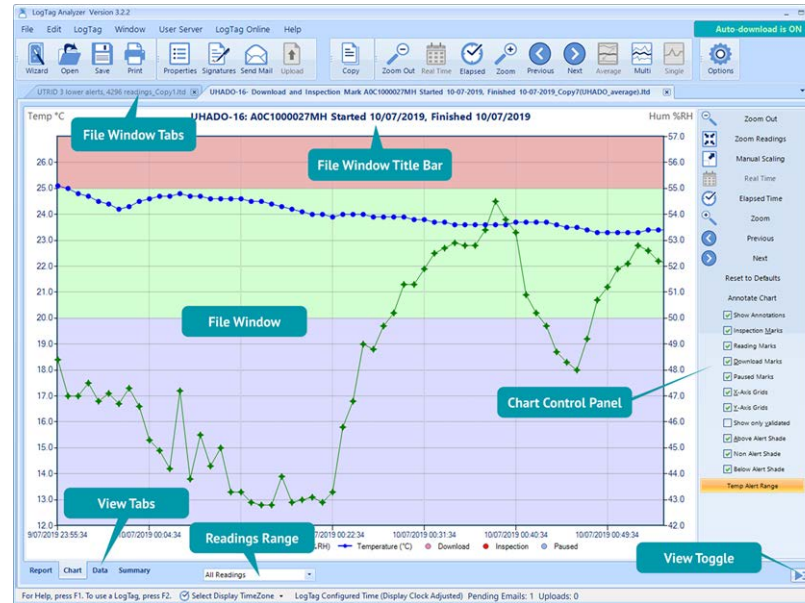 LogTag Analyzer Version 3.2.2
File Edit LogTag Window User Server LogTag Online Help
Auto-download is ON
Wizard Open Save Print Properties Signatures Send Mail Upload Copy Zoom Out Real Time Elapsed Zoom Previous Next Average Multi Single Options
UTRID 3 lower alerts, 4296 readings_Copy1.ltd
UHADO-16- Download and Inspection Mark A0C1000027MH Started 10-07-2019, Finished 10-07-2019_Copy7(UHADO_average).ltd
Temp °C
UHADO-16: A0C1000027MH Started 10/07/2019, Finished 10/07/2019
Hum %RH
File Window Tabs
File Window Title Bar
File Window
Chart Control Panel
View Tabs
Readings Range
View Toggle
26.0
25.0
24.0
23.0
22.0
21.0
20.0
19.0
18.0
17.0
16.0
15.0
14.0
13.0
12.0
57.0
56.0
55.0
54.0
53.0
52.0
51.0
50.0
49.0
48.0
47.0
46.0
45.0
44.0
43.0
42.0
9/07/2019 23:55:34 10/07/2019 00:04:34 00:22:34 10/07/2019 00:31:34 10/07/2019 00:40:34 10/07/2019 00:49:34
%RH) Temperature (°C) Download Inspection Paused
Zoom Out
Zoom Readings
Manual Scaling
Real Time
Elapsed Time
Zoom
Previous
Next
Reset to Defaults
Annotate Chart
Show Annotations
Inspection Marks
Reading Marks
Download Marks
Paused Marks
X-Axis Grids
Y-Axis Grids
Show only validated
Above Alert Shade
Non Alert Shade
Below Alert Shade
Temp Alert Range
Report Chart Data Summary
All Readings
For Help, press F1. To use a LogTag, press F2. Select Display TimeZone LogTag Configured Time (Display Clock Adjusted) Pending Emails: 1 Uploads: 0